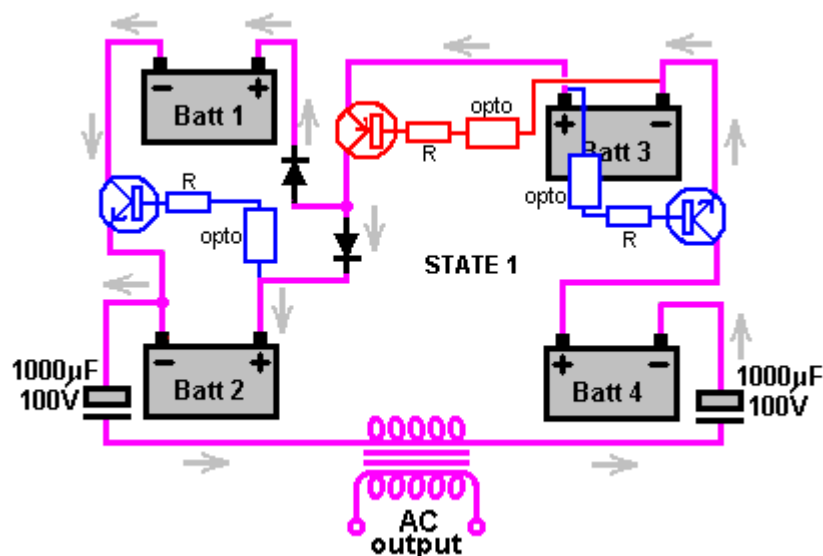 − +
Batt 1
opto
R
+ −
Batt 3
R
opto
opto
R
STATE 1
1000µF
100V
− +
Batt 2
+ −
Batt 4
1000µF
100V
AC
output